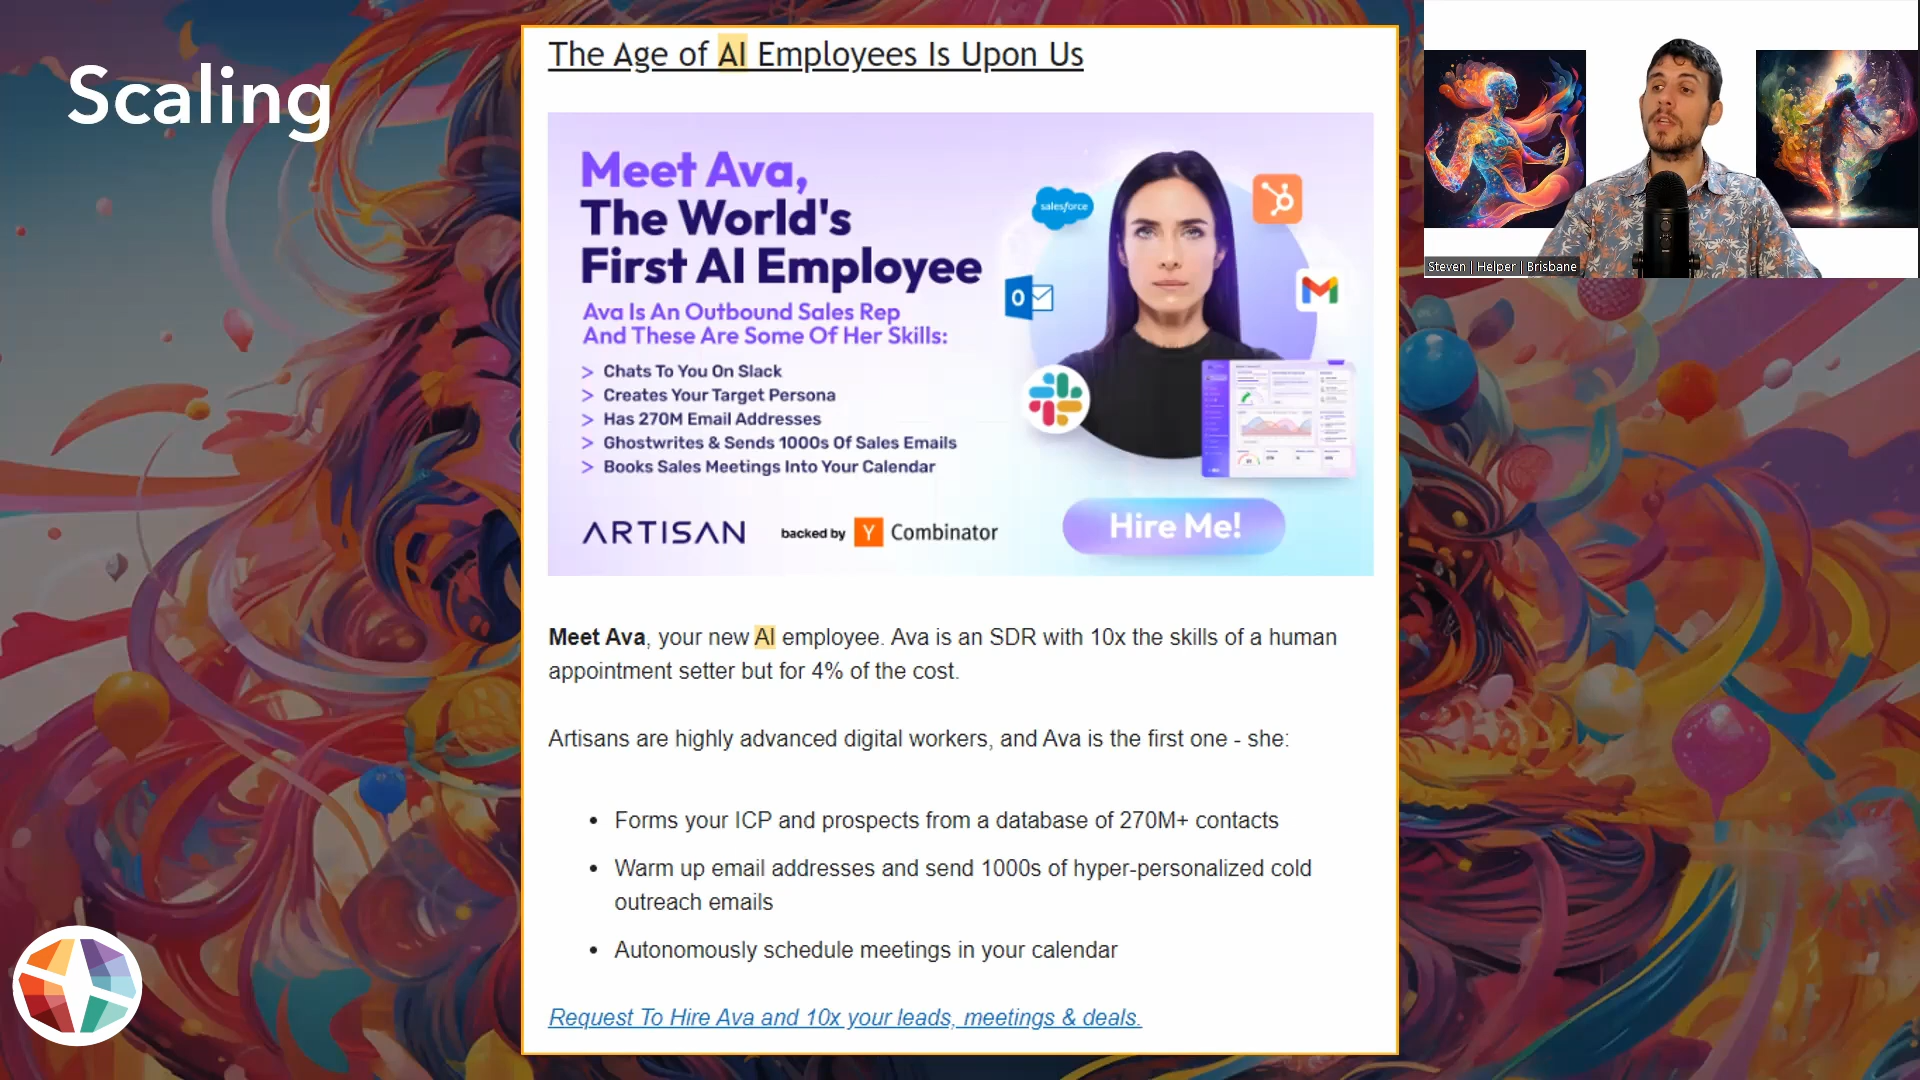 Scaling
The Age of AI Employees Is Upon Us
Meet Ava,
The World's
First AI Employee
Ava Is An Outbound Sales Rep
And These Are Some Of Her Skills:
> Chats To You On Slack
> Creates Your Target Persona
> Has 270M Email Addresses
> Ghostwrites & Sends 1000s Of Sales Emails
> Books Sales Meetings Into Your Calendar
salesforce
ARTISAN backed by Y Combinator
Hire Me!
Meet Ava, your new AI employee. Ava is an SDR with 10x the skills of a human
appointment setter but for 4% of the cost.
Artisans are highly advanced digital workers, and Ava is the first one - she:
• Forms your ICP and prospects from a database of 270M+ contacts
• Warm up email addresses and send 1000s of hyper-personalized cold
outreach emails
• Autonomously schedule meetings in your calendar
Request To Hire Ava and 10x your leads, meetings & deals.
Steven | Helper | Brisbane